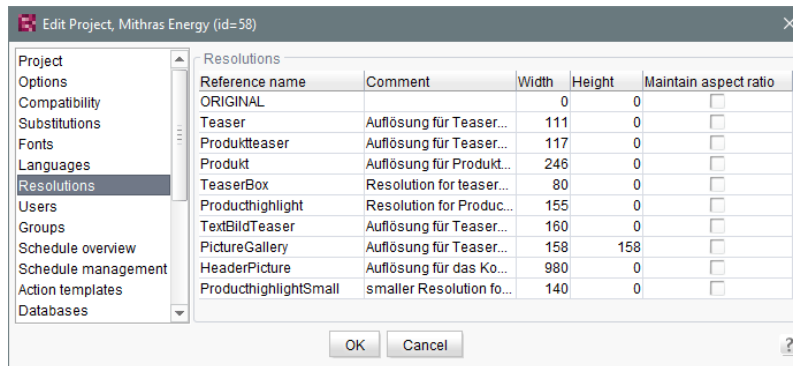 Edit Project, Mithras Energy (id=58)
Project
Options
Compatibility
Substitutions
Fonts
Languages
Resolutions
Users
Groups
Schedule overview
Schedule management
Action templates
Databases
Resolutions
Reference name Comment Width Height Maintain aspect ratio
ORIGINAL 0 0
Teaser Auflösung für Teaser... 111 0
Produktteaser Auflösung für Teaser... 117 0
Produkt Auflösung für Produkt... 246 0
TeaserBox Resolution for teaser... 80 0
Producthighlight Resolution for Produc... 155 0
TextBildTeaser Auflösung für Teaser... 160 0
PictureGallery Auflösung für Teaser... 158 158
HeaderPicture Auflösung für das Ko... 980 0
ProducthighlightSmall smaller Resolution fo... 140 0
OK Cancel ?